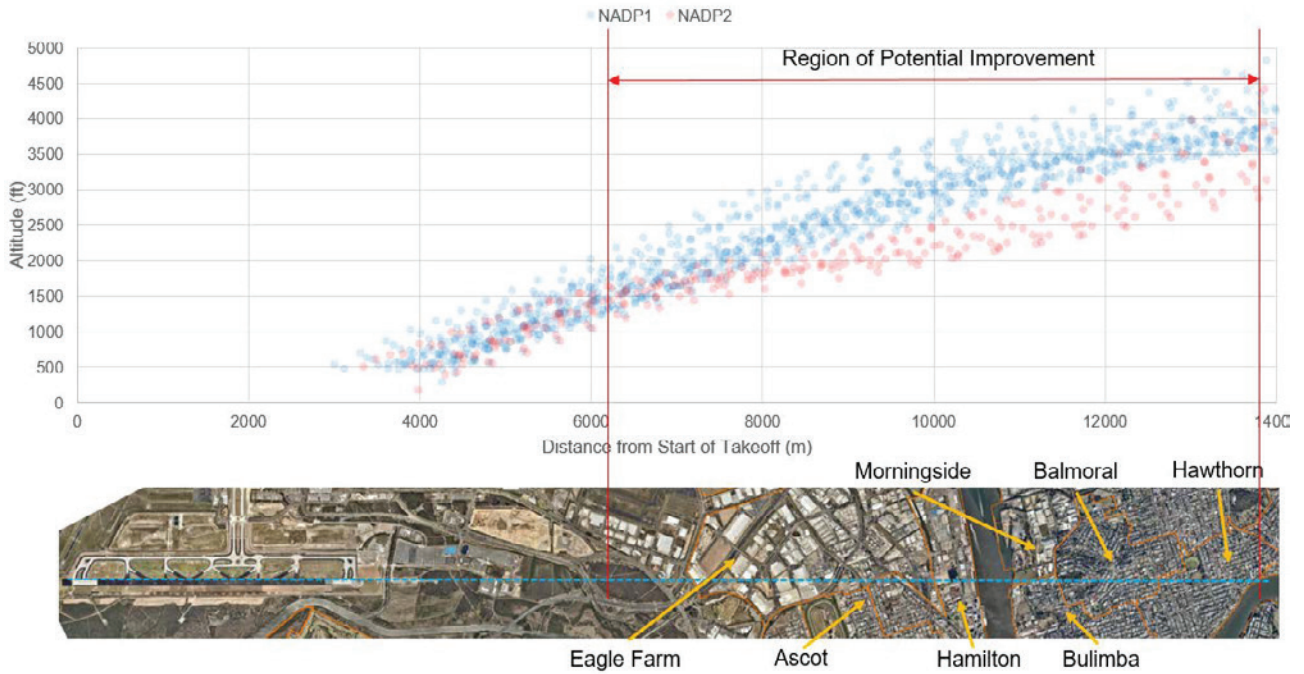 NADP1 NADP2
Region of Potential Improvement
5000
4500
4000
3500
3000
2500
2000
1500
1000
500
0
Altitude (ft)
0 2000 4000 6000 8000 10000 12000 1400
Distance from Start of Takeoff (m)
Morningside Balmoral Hawthorn
Eagle Farm Ascot Hamilton Bulimba